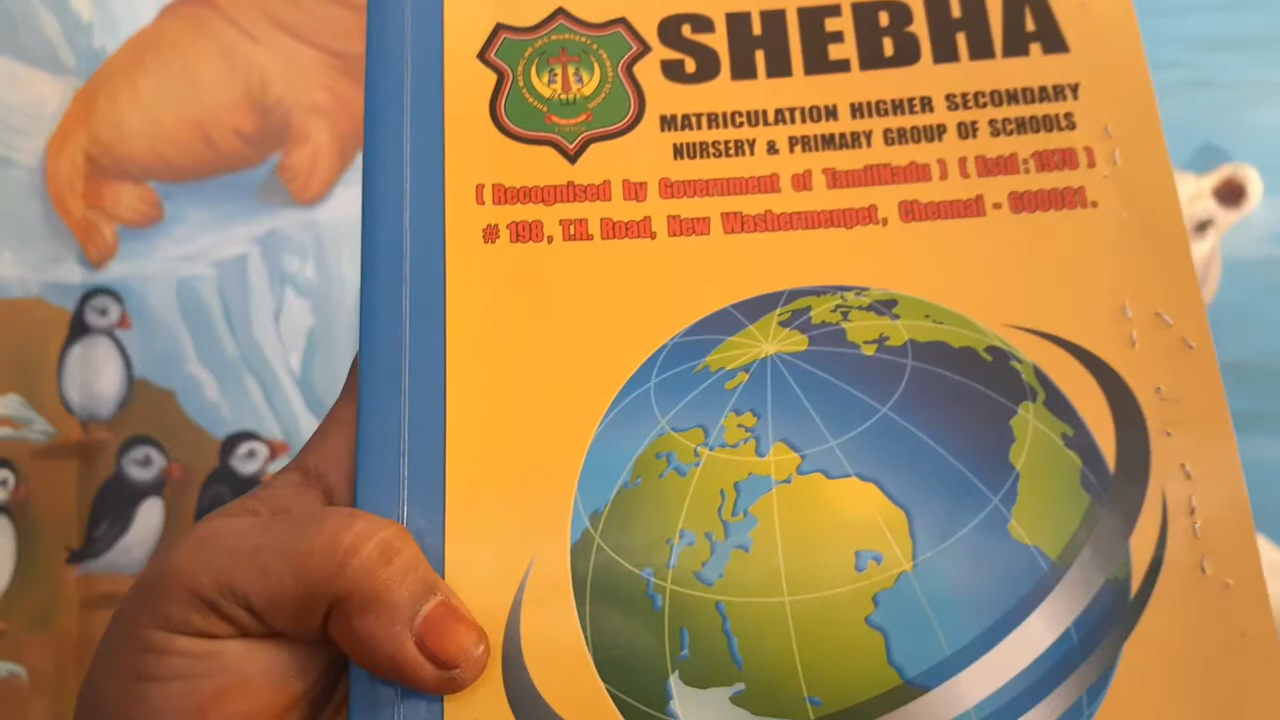 SHEBHA
MATRICULATION HIGHER SECONDARY
NURSERY & PRIMARY GROUP OF SCHOOLS
( Recognised by Government of TamilNadu ) ( Estd : 1979 )
# 198, T.H. Road, New Washermenpet, Chennai - 600081.